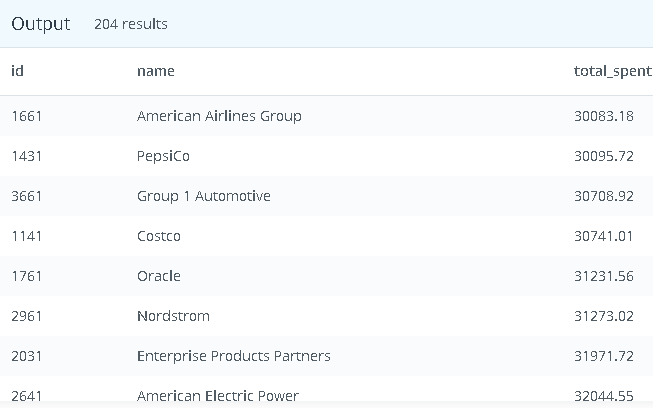 Output 204 results
id name total_spent
1661 American Airlines Group 30083.18
1431 PepsiCo 30095.72
3661 Group 1 Automotive 30708.92
1141 Costco 30741.01
1761 Oracle 31231.56
2961 Nordstrom 31273.02
2031 Enterprise Products Partners 31971.72
2641 American Electric Power 32044.55